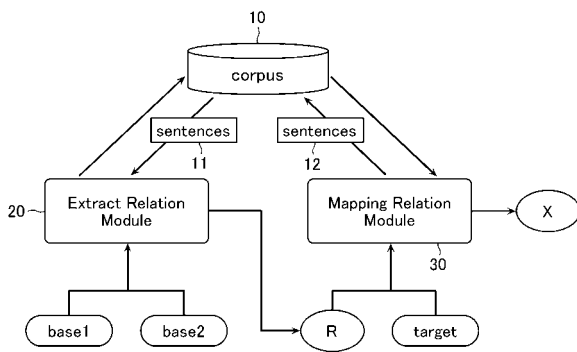 10
corpus
sentences
sentences
11
12
20
Extract Relation
Module
Mapping Relation
Module
X
30
base1
base2
R
target